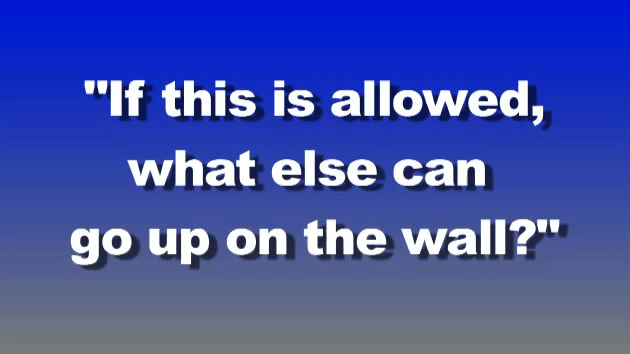 "If this is allowed,
what else can
go up on the wall?"